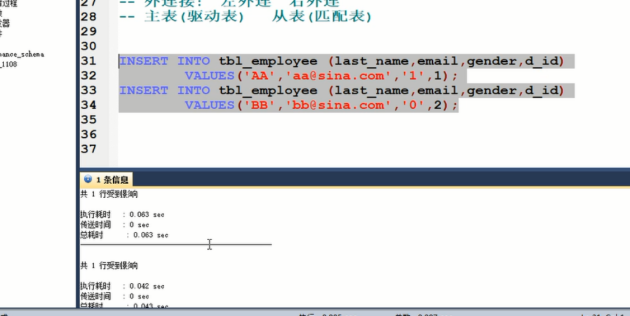 过程
器
mance_schema
_1108
27 -- 外连接: 左外连 右外连
28 -- 主表(驱动表) 从表(匹配表)
29
30
31 INSERT INTO tbl_employee (last_name,email,gender,d_id)
32 VALUES('AA','aa@sina.com','1',1);
33 INSERT INTO tbl_employee (last_name,email,gender,d_id)
34 VALUES('BB','bb@sina.com','0',2);
35
36
37
1 条信息
共 1 行受到影响
执行耗时 : 0.063 sec
传送时间 : 0 sec
总耗时 : 0.063 sec
共 1 行受到影响
执行耗时 : 0.042 sec
传送时间 : 0 sec
总耗时 : 0.043 sec